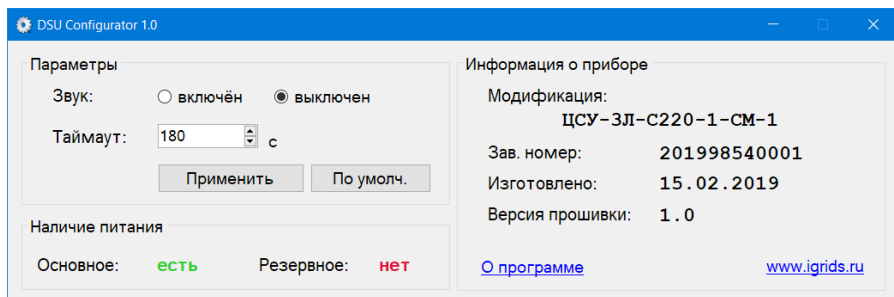 DSU Configurator 1.0
Параметры
Звук: включён выключен
Таймаут: 180 с
Применить По умолч.
Наличие питания
Основное: есть Резервное: нет
Информация о приборе
Модификация:
ЦСУ-3Л-С220-1-СМ-1
Зав. номер: 201998540001
Изготовлено: 15.02.2019
Версия прошивки: 1.0
О программе www.igrids.ru